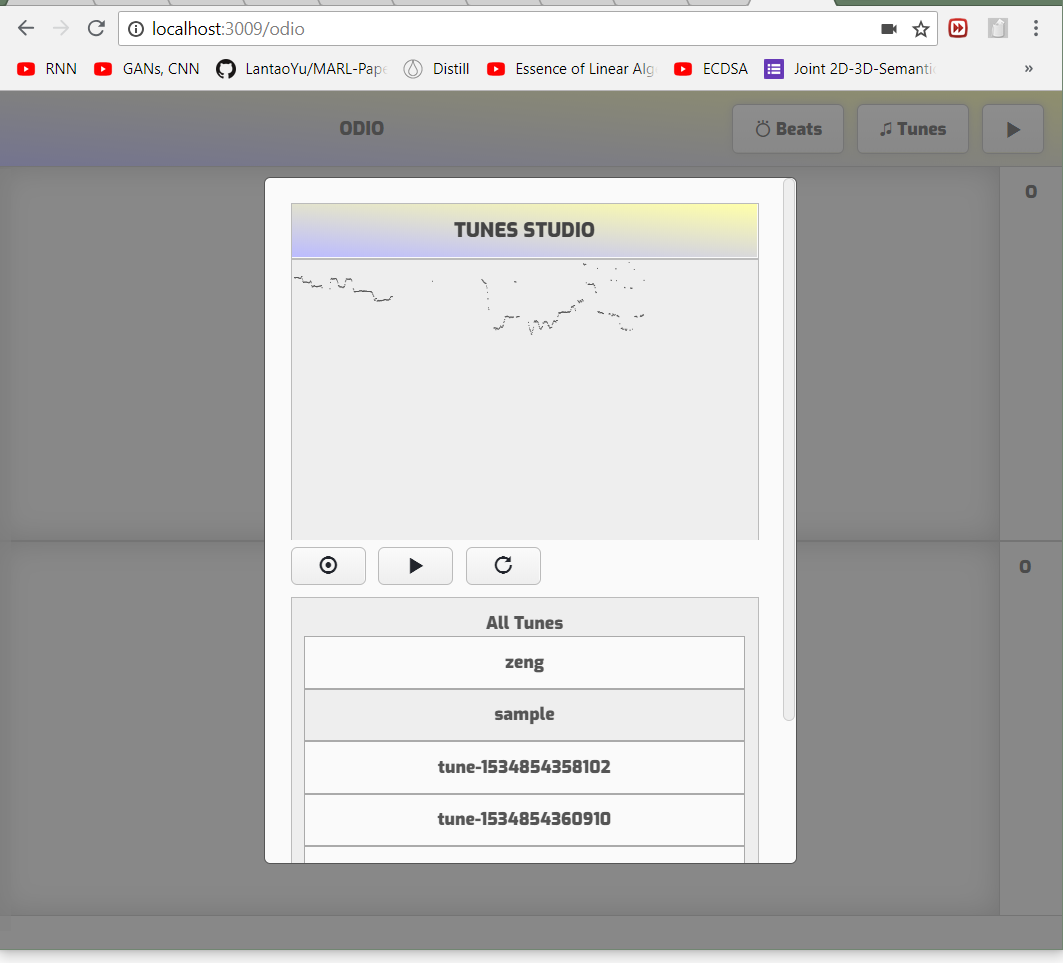 localhost:3009/odio
RNN GANs, CNN LantaoYu/MARL-Pape Distill Essence of Linear Alg ECDSA Joint 2D-3D-Semantic »
ODIO Beats Tunes
0
TUNES STUDIO
0
All Tunes
zeng
sample
tune-1534854358102
tune-1534854360910